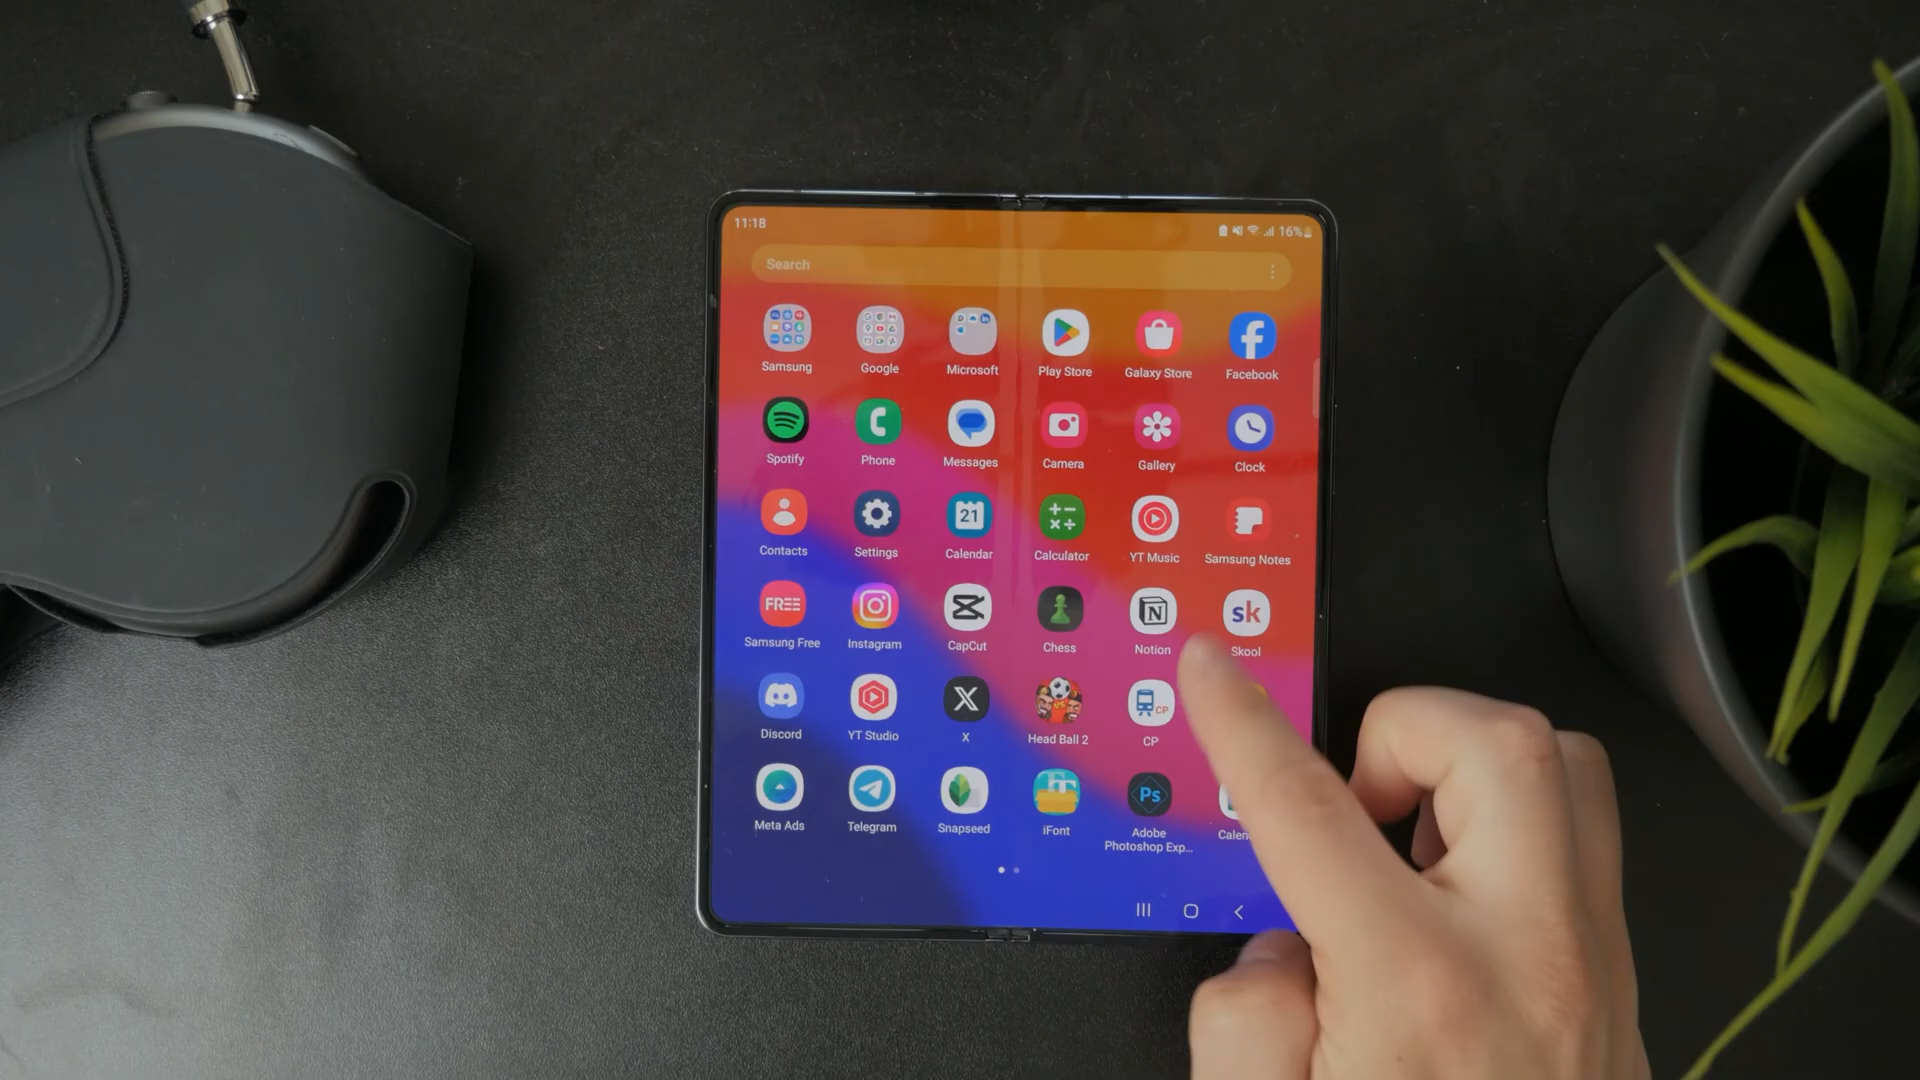 11:18
16%
Search
Samsung
Google
Microsoft
Play Store
Galaxy Store
Facebook
Spotify
Phone
Messages
Camera
Gallery
Clock
21
Contacts
Settings
Calendar
Calculator
YT Music
Samsung Notes
FREE
N
sk
Samsung Free
Instagram
CapCut
Chess
Notion
Skool
VS
CP
Discord
YT Studio
X
Head Ball 2
CP
Ps
Meta Ads
Telegram
Snapseed
iFont
Adobe
Photoshop Exp...
Calen